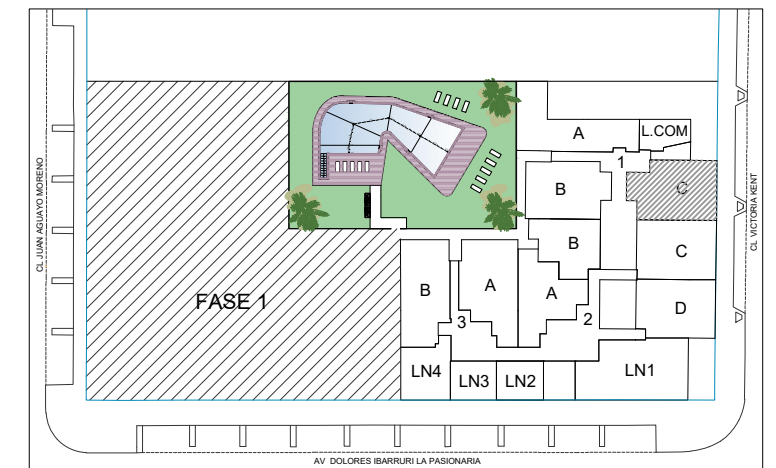 A
L.COM
1
B
C
B
C
CL JUAN AGUAYO MORENO
CL VICTORIA KENT
FASE 1
B
A
A
D
3
2
LN4
LN3
LN2
LN1
AV DOLORES IBARRURI LA PASIONARIA